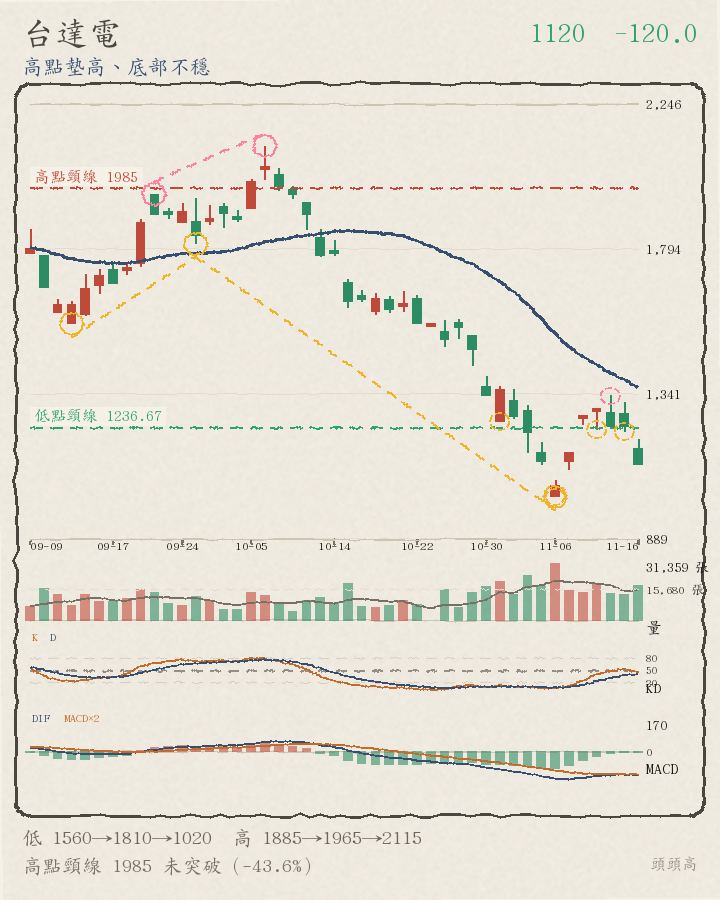 台達電
1120 -120.0
高點墊高、底部不穩
2,246
高點頸線 1985
1,794
1,341
低點頸線 1236.67
889
09-09 09-17 09-24 10-05 10-14 10-22 10-30 11-06 11-16
31,359 張
15,680 張
量
K D
80
50
20
KD
DIF MACD×2
170
0
MACD
低 1560→1810→1020 高 1885→1965→2115
高點頸線 1985 未突破 (-43.6%)
頭頭高